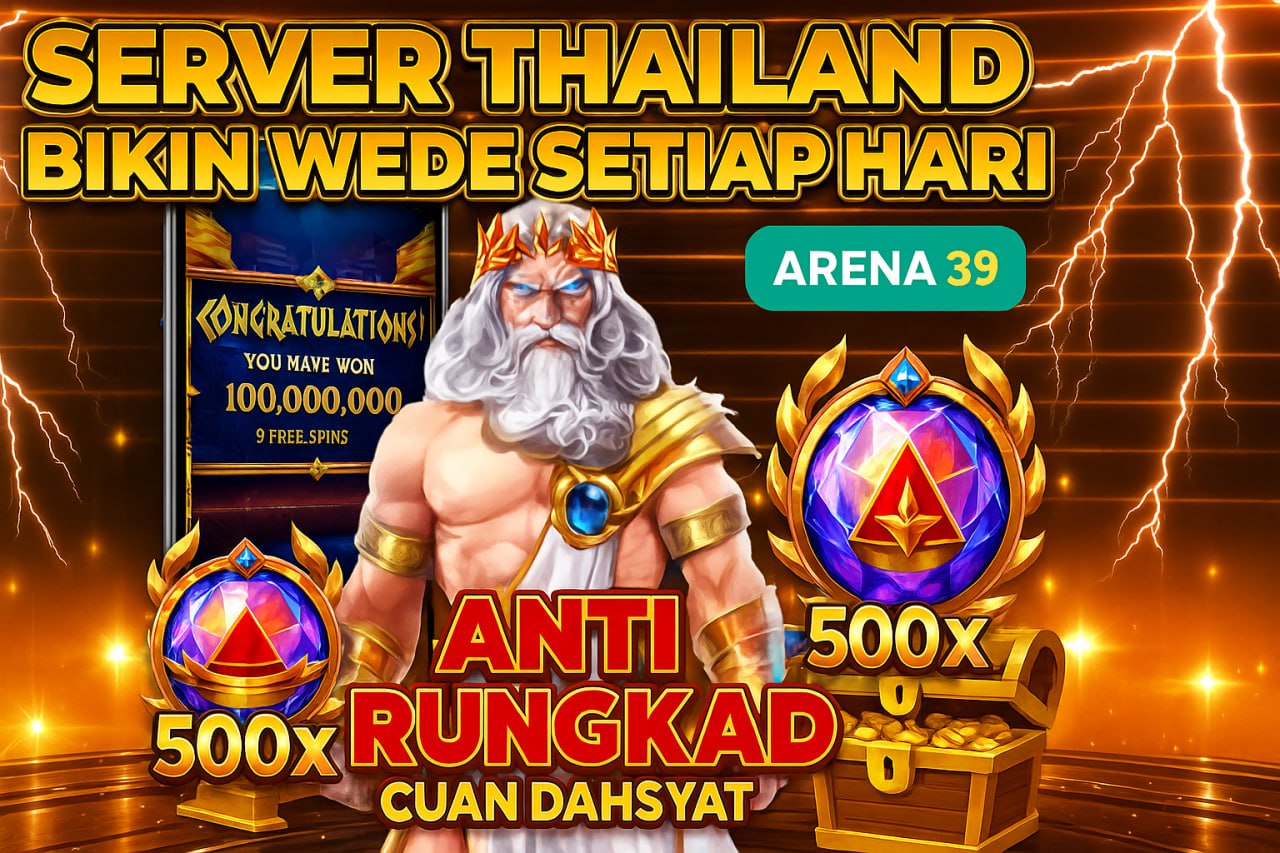 SERVER THAILAND
BIKIN WEDE SETIAP HARI
ARENA 39
CONGRATULATIONS!
YOU MAVE WON
100,000,000
9 FREE.SPINS
500x
500x
ANTI
RUNGKAD
CUAN DAHSYAT